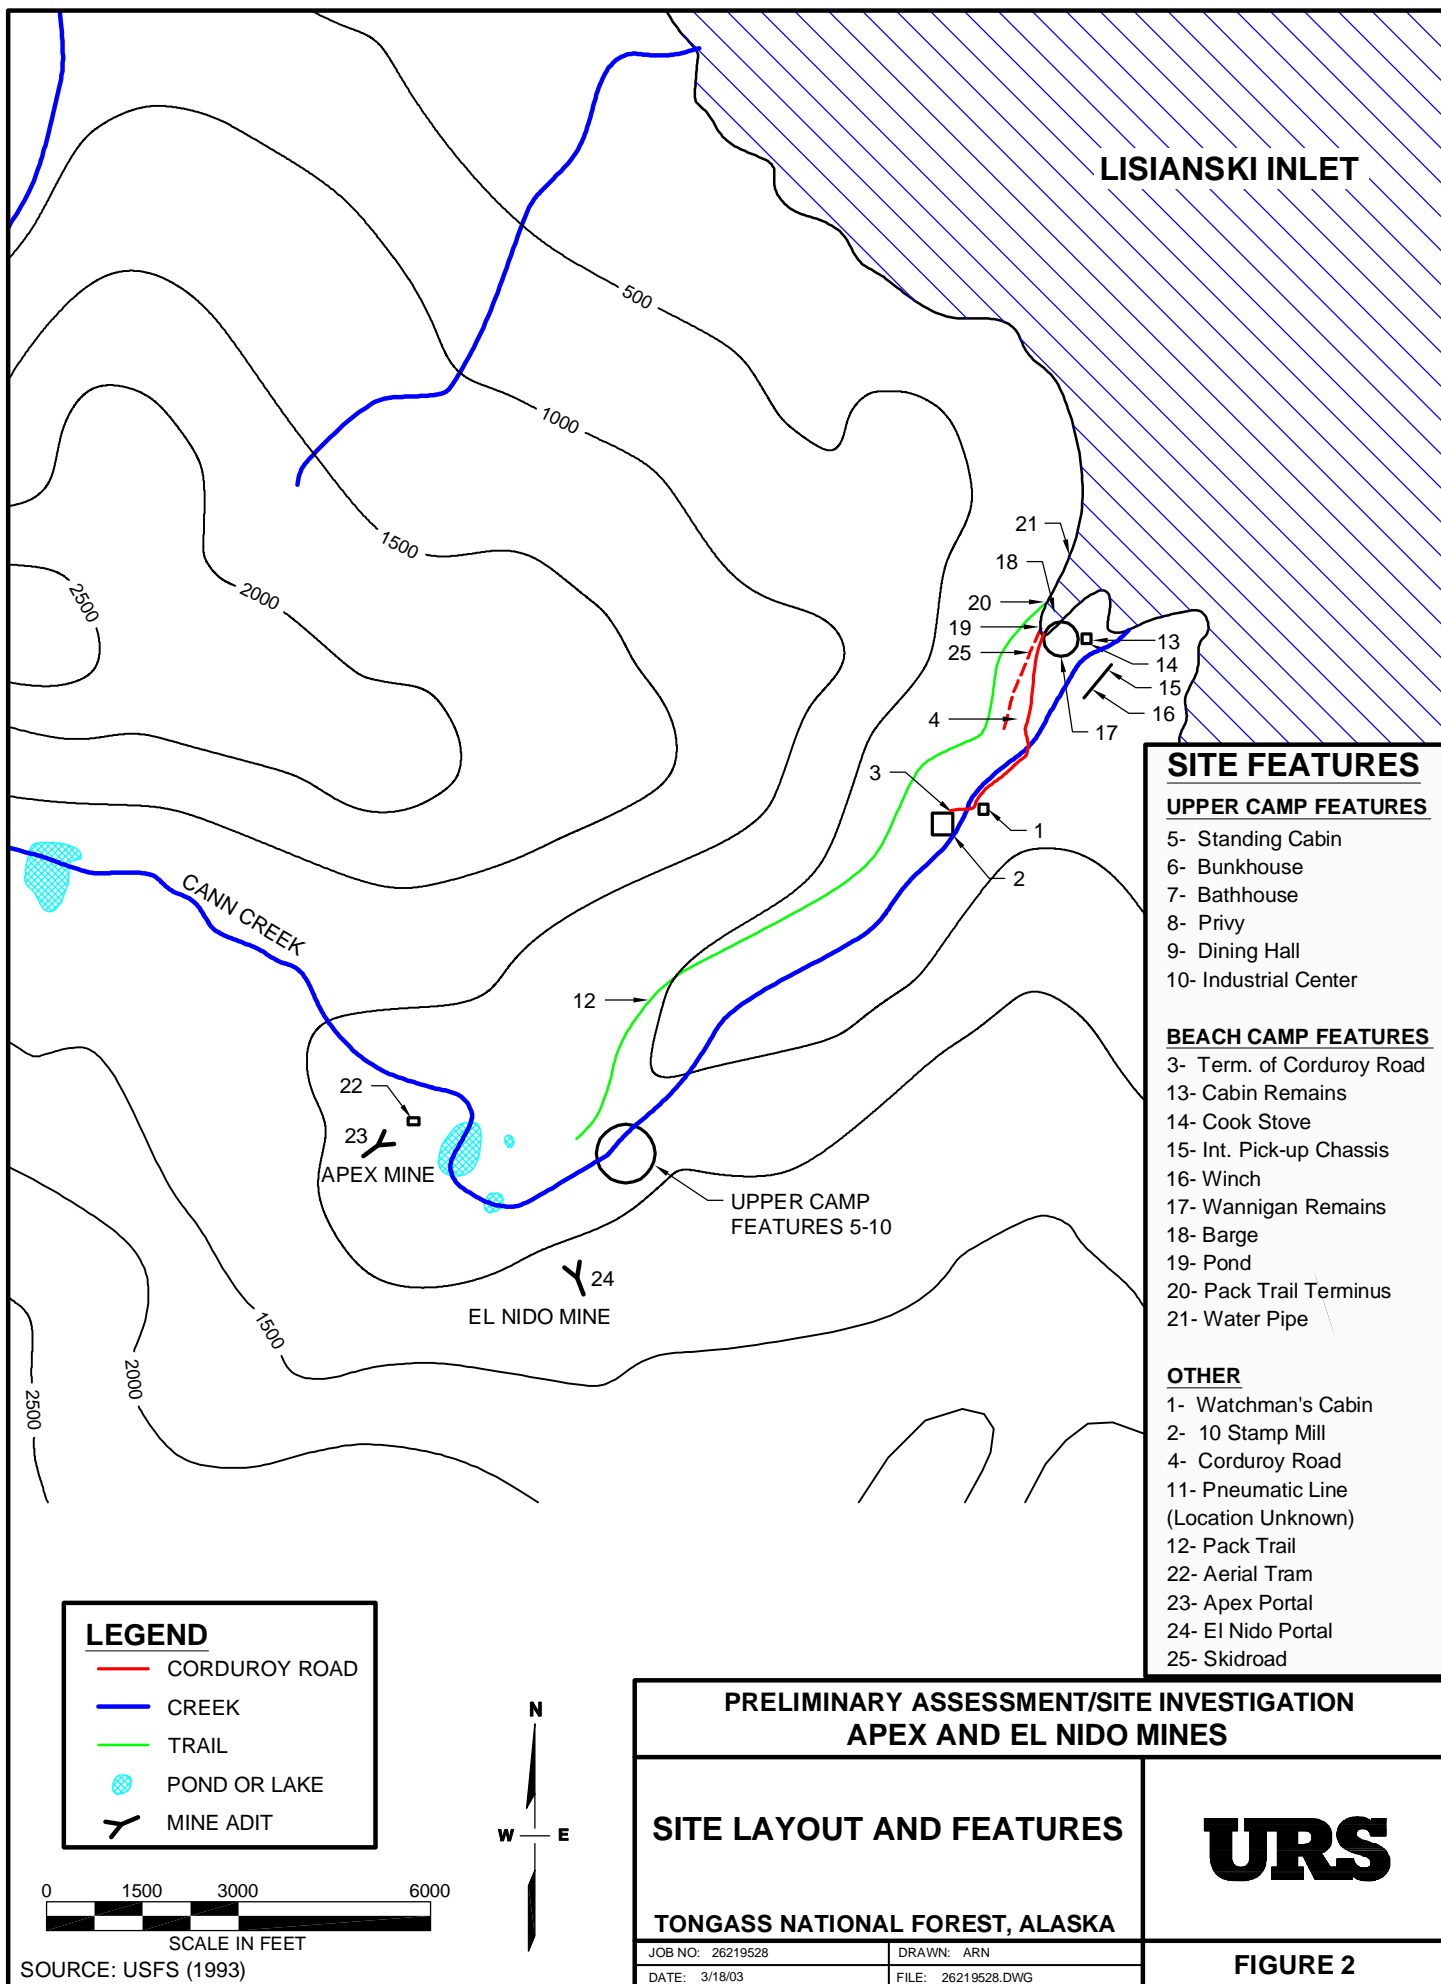 LISIANSKI INLET
500
1000
1500
2000
2500
21
18
20
19
25
13
14
15
16
17
4
3
1
2
CANN CREEK
12
22
23
APEX MINE
UPPER CAMP
FEATURES 5-10
24
EL NIDO MINE
1500
2000
2500
SITE FEATURES
UPPER CAMP FEATURES
5- Standing Cabin
6- Bunkhouse
7- Bathhouse
8- Privy
9- Dining Hall
10- Industrial Center
BEACH CAMP FEATURES
3- Term. of Corduroy Road
13- Cabin Remains
14- Cook Stove
15- Int. Pick-up Chassis
16- Winch
17- Wannigan Remains
18- Barge
19- Pond
20- Pack Trail Terminus
21- Water Pipe
OTHER
1- Watchman's Cabin
2- 10 Stamp Mill
4- Corduroy Road
11- Pneumatic Line
(Location Unknown)
12- Pack Trail
22- Aerial Tram
23- Apex Portal
24- El Nido Portal
25- Skidroad
LEGEND
CORDUROY ROAD
CREEK
TRAIL
POND OR LAKE
MINE ADIT
N
W E
0 1500 3000 6000
SCALE IN FEET
SOURCE: USFS (1993)
PRELIMINARY ASSESSMENT/SITE INVESTIGATION
APEX AND EL NIDO MINES
SITE LAYOUT AND FEATURES
TONGASS NATIONAL FOREST, ALASKA
URS
JOB NO: 26219528
DRAWN: ARN
DATE: 3/18/03
FILE: 26219528.DWG
FIGURE 2